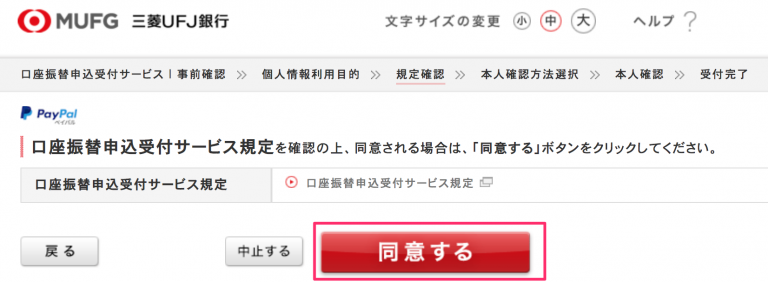 MUFG 三菱UFJ銀行 文字サイズの変更 小 中 大 ヘルプ ?
口座振替申込受付サービス | 事前確認 >> 個人情報利用目的 >> 規定確認 >> 本人確認方法選択 >> 本人確認 >> 受付完了
PayPal
ペイパル
口座振替申込受付サービス規定を確認の上、同意される場合は、「同意する」ボタンをクリックしてください。
口座振替申込受付サービス規定 口座振替申込受付サービス規定
戻る 中止する 同意する